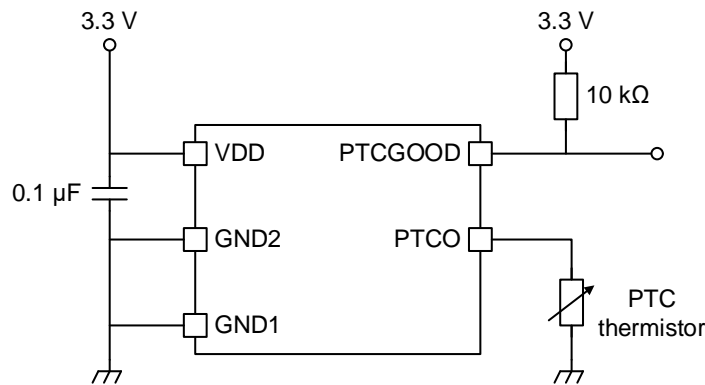 3.3 V
3.3 V
10 kΩ
VDD
PTCGOOD
0.1 µF
GND2
PTCO
GND1
PTC
thermistor